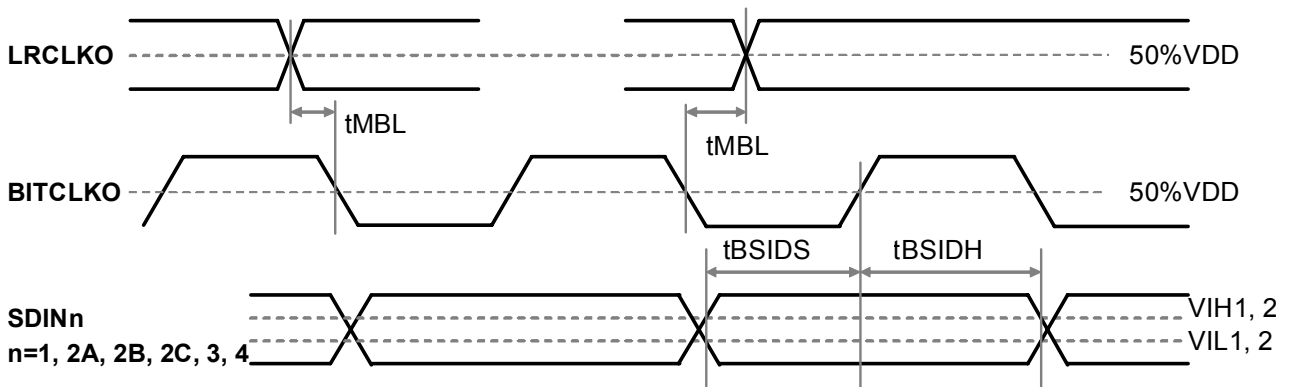 LRCLKO
50%VDD
tMBL
tMBL
BITCLKO
50%VDD
tBSIDS
tBSIDH
SDINn
n=1, 2A, 2B, 2C, 3, 4
VIH1, 2
VIL1, 2